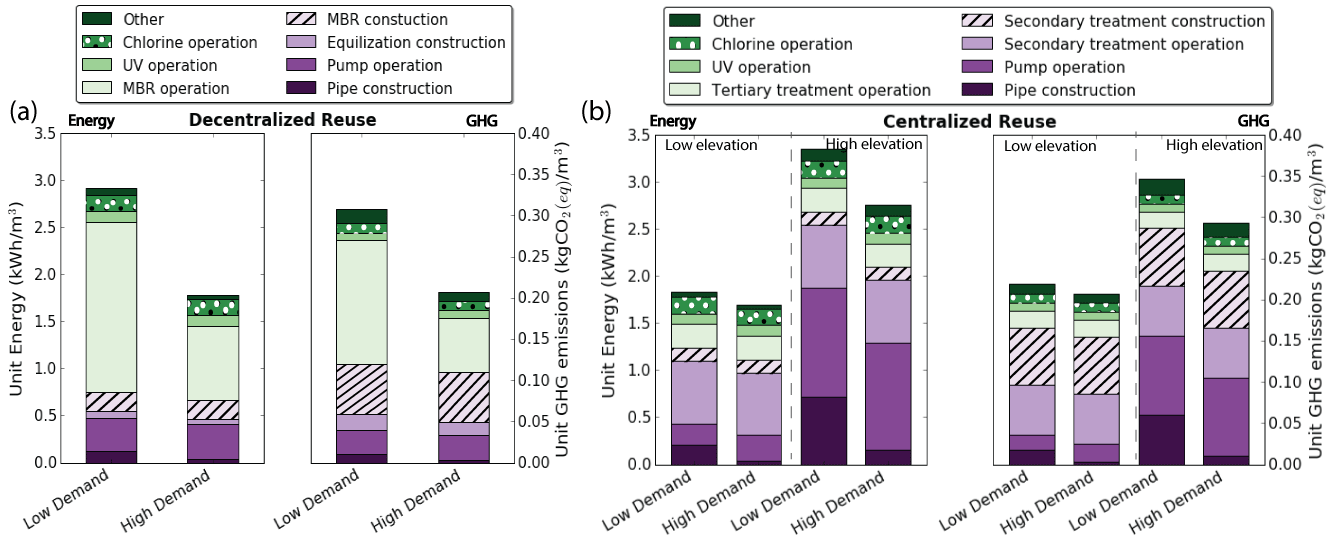 Other
Chlorine operation
UV operation
MBR operation
MBR constuction
Equilization construction
Pump operation
Pipe construction
(a)
Energy
Decentralized Reuse
GHG
Unit Energy (kWh/m³)
3.5
3.0
2.5
2.0
1.5
1.0
0.5
0.0
0.40
0.35
0.30
0.25
0.20
0.15
0.10
0.05
0.00
Unit GHG emissions (kgCO₂(eq)/m³)
Low Demand
High Demand
Low Demand
High Demand
Other
Chlorine operation
UV operation
Tertiary treatment operation
Secondary treatment construction
Secondary treatment operation
Pump operation
Pipe construction
(b)
Energy
Centralized Reuse
GHG
Low elevation
High elevation
Low elevation
High elevation
Unit Energy (kWh/m³)
3.5
3.0
2.5
2.0
1.5
1.0
0.5
0.0
0.40
0.35
0.30
0.25
0.20
0.15
0.10
0.05
0.00
Unit GHG emissions (kgCO₂(eq)/m³)
Low Demand
High Demand
Low Demand
High Demand
Low Demand
High Demand
Low Demand
High Demand